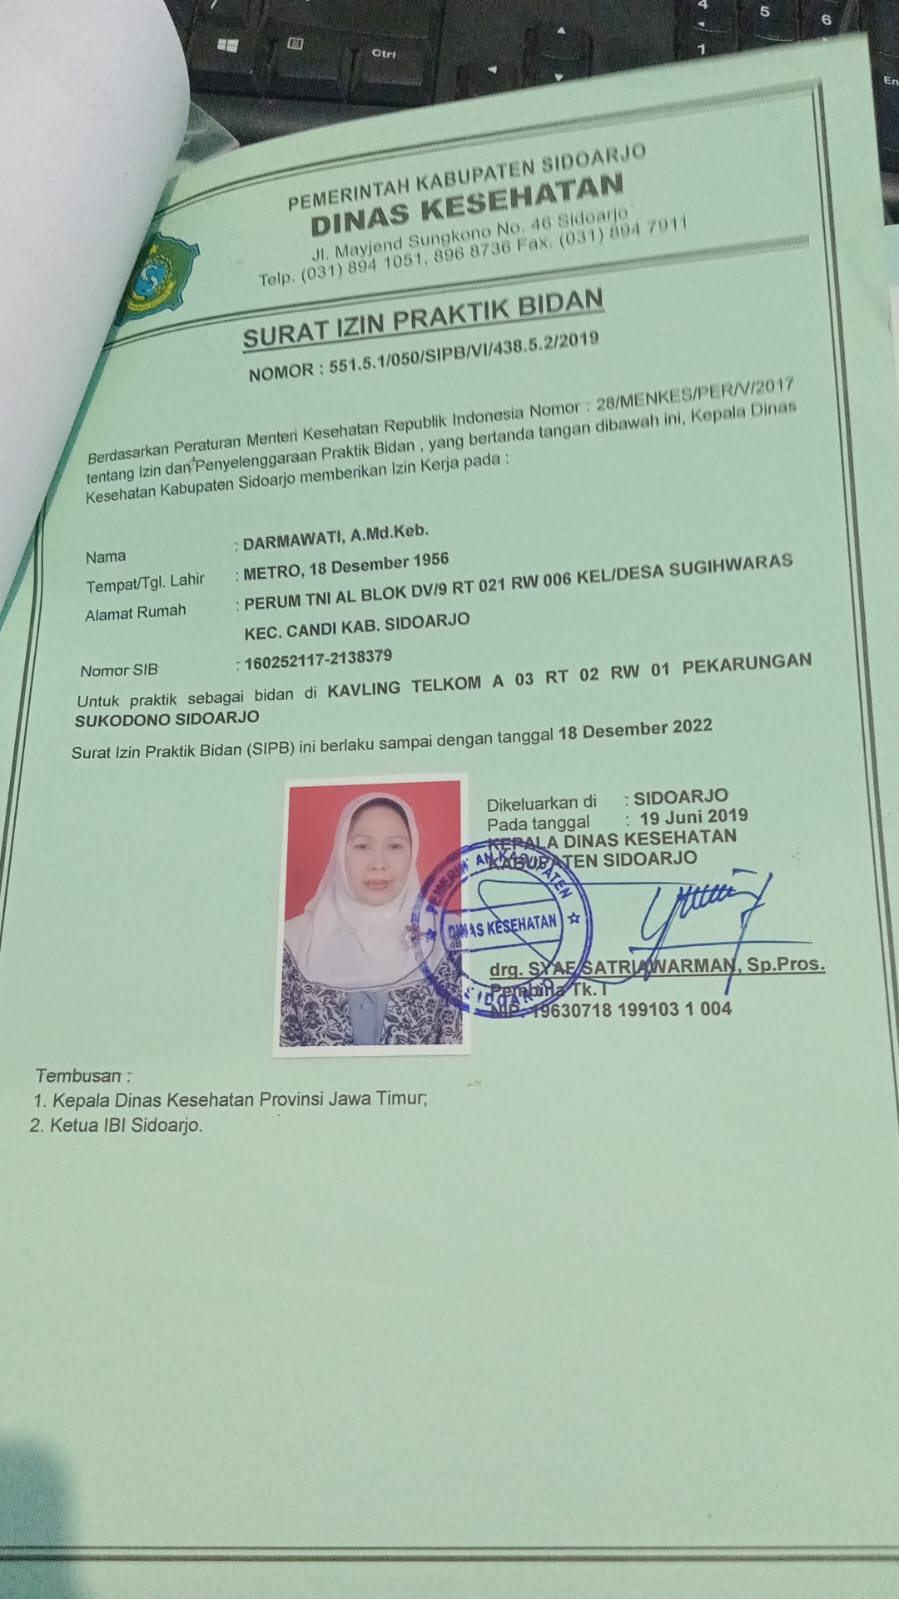 4
5
6
1
Ctrl
En
PEMERINTAH KABUPATEN SIDOARJO
DINAS KESEHATAN
Jl. Mayjend Sungkono No. 46 Sidoarjo
Telp. (031) 894 1051, 896 8736 Fax. (031) 894 7911
SURAT IZIN PRAKTIK BIDAN
NOMOR : 551.5.1/050/SIPB/VI/438.5.2/2019
Berdasarkan Peraturan Menteri Kesehatan Republik Indonesia Nomor : 28/MENKES/PER/V/2017
tentang Izin dan Penyelenggaraan Praktik Bidan , yang bertanda tangan dibawah ini, Kepala Dinas
Kesehatan Kabupaten Sidoarjo memberikan Izin Kerja pada :
Nama : DARMAWATI, A.Md.Keb.
Tempat/Tgl. Lahir : METRO, 18 Desember 1956
Alamat Rumah : PERUM TNI AL BLOK DV/9 RT 021 RW 006 KEL/DESA SUGIHWARAS
KEC. CANDI KAB. SIDOARJO
Nomor SIB : 160252117-2138379
Untuk praktik sebagai bidan di KAVLING TELKOM A 03 RT 02 RW 01 PEKARUNGAN
SUKODONO SIDOARJO
Surat Izin Praktik Bidan (SIPB) ini berlaku sampai dengan tanggal 18 Desember 2022
Dikeluarkan di : SIDOARJO
Pada tanggal : 19 Juni 2019
KEPALA DINAS KESEHATAN
KABUPATEN SIDOARJO
DINAS KESEHATAN
drg. SYAF SATRIAWARMAN, Sp.Pros.
Pembina Tk. I
NIP. 19630718 199103 1 004
Tembusan :
1. Kepala Dinas Kesehatan Provinsi Jawa Timur;
2. Ketua IBI Sidoarjo.